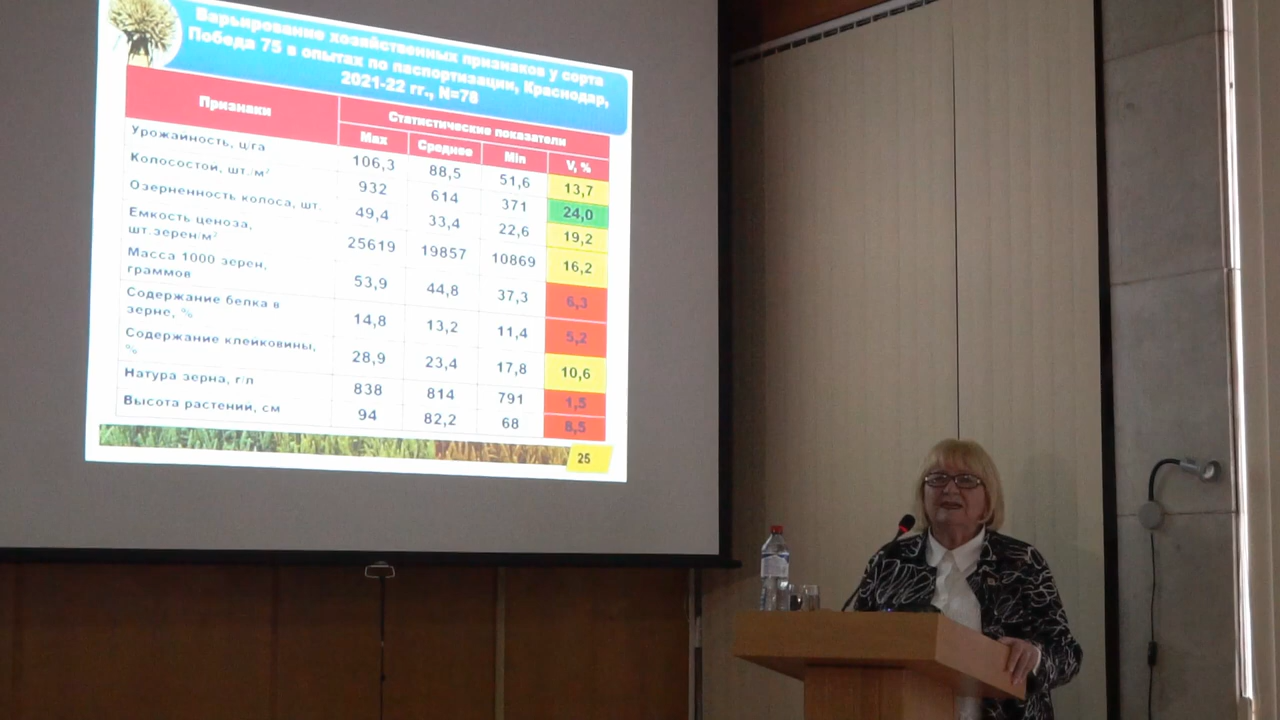 Варьирование хозяйственных признаков у сорта
Победа 75 в опытах по паспортизации, Краснодар,
2021-22 гг., N=78
Признаки
Статистические показатели
Max Среднее Min V, %
Урожайность, ц/га 106,3 88,5 51,6 13,7
Колосостой, шт./м² 932 614 371 24,0
Озерненность колоса, шт. 49,4 33,4 22,6 19,2
Емкость ценоза,
шт.зерен/м² 25619 19857 10869 16,2
Масса 1000 зерен,
граммов 53,9 44,8 37,3 6,3
Содержание белка в
зерне, % 14,8 13,2 11,4 5,2
Содержание клейковины,
% 28,9 23,4 17,8 10,6
Натура зерна, г/л 838 814 791 1,5
Высота растений, см 94 82,2 68 8,5
25